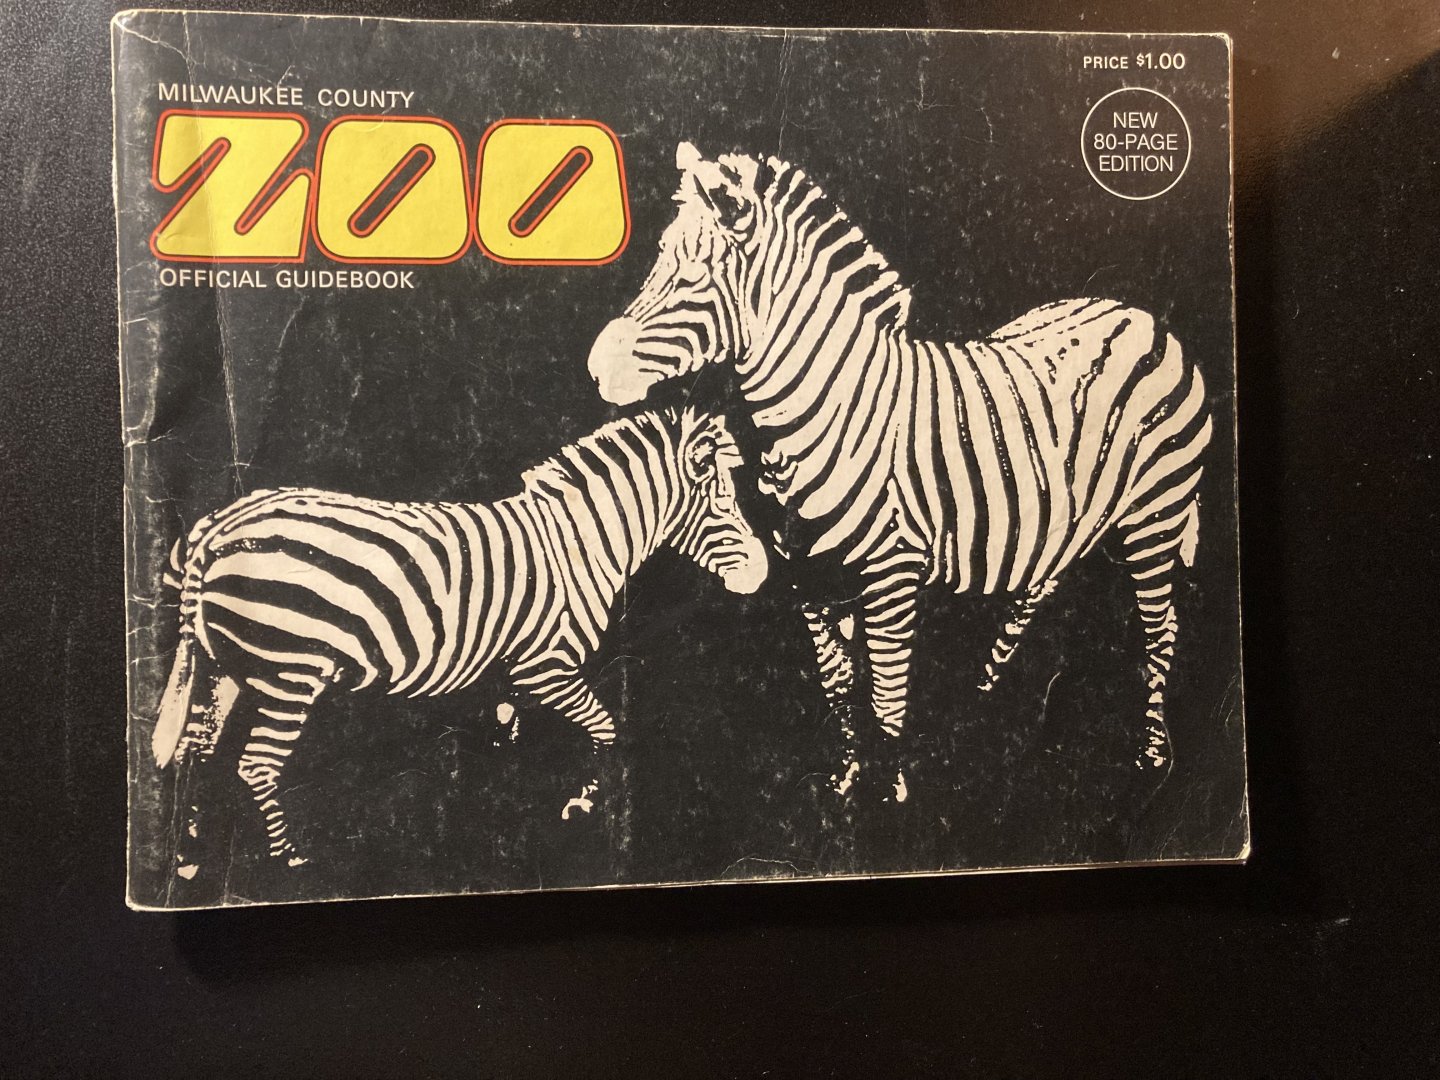 MILWAUKEE COUNTY
ZOO
OFFICIAL GUIDEBOOK
PRICE $1.00
NEW
80-PAGE
EDITION